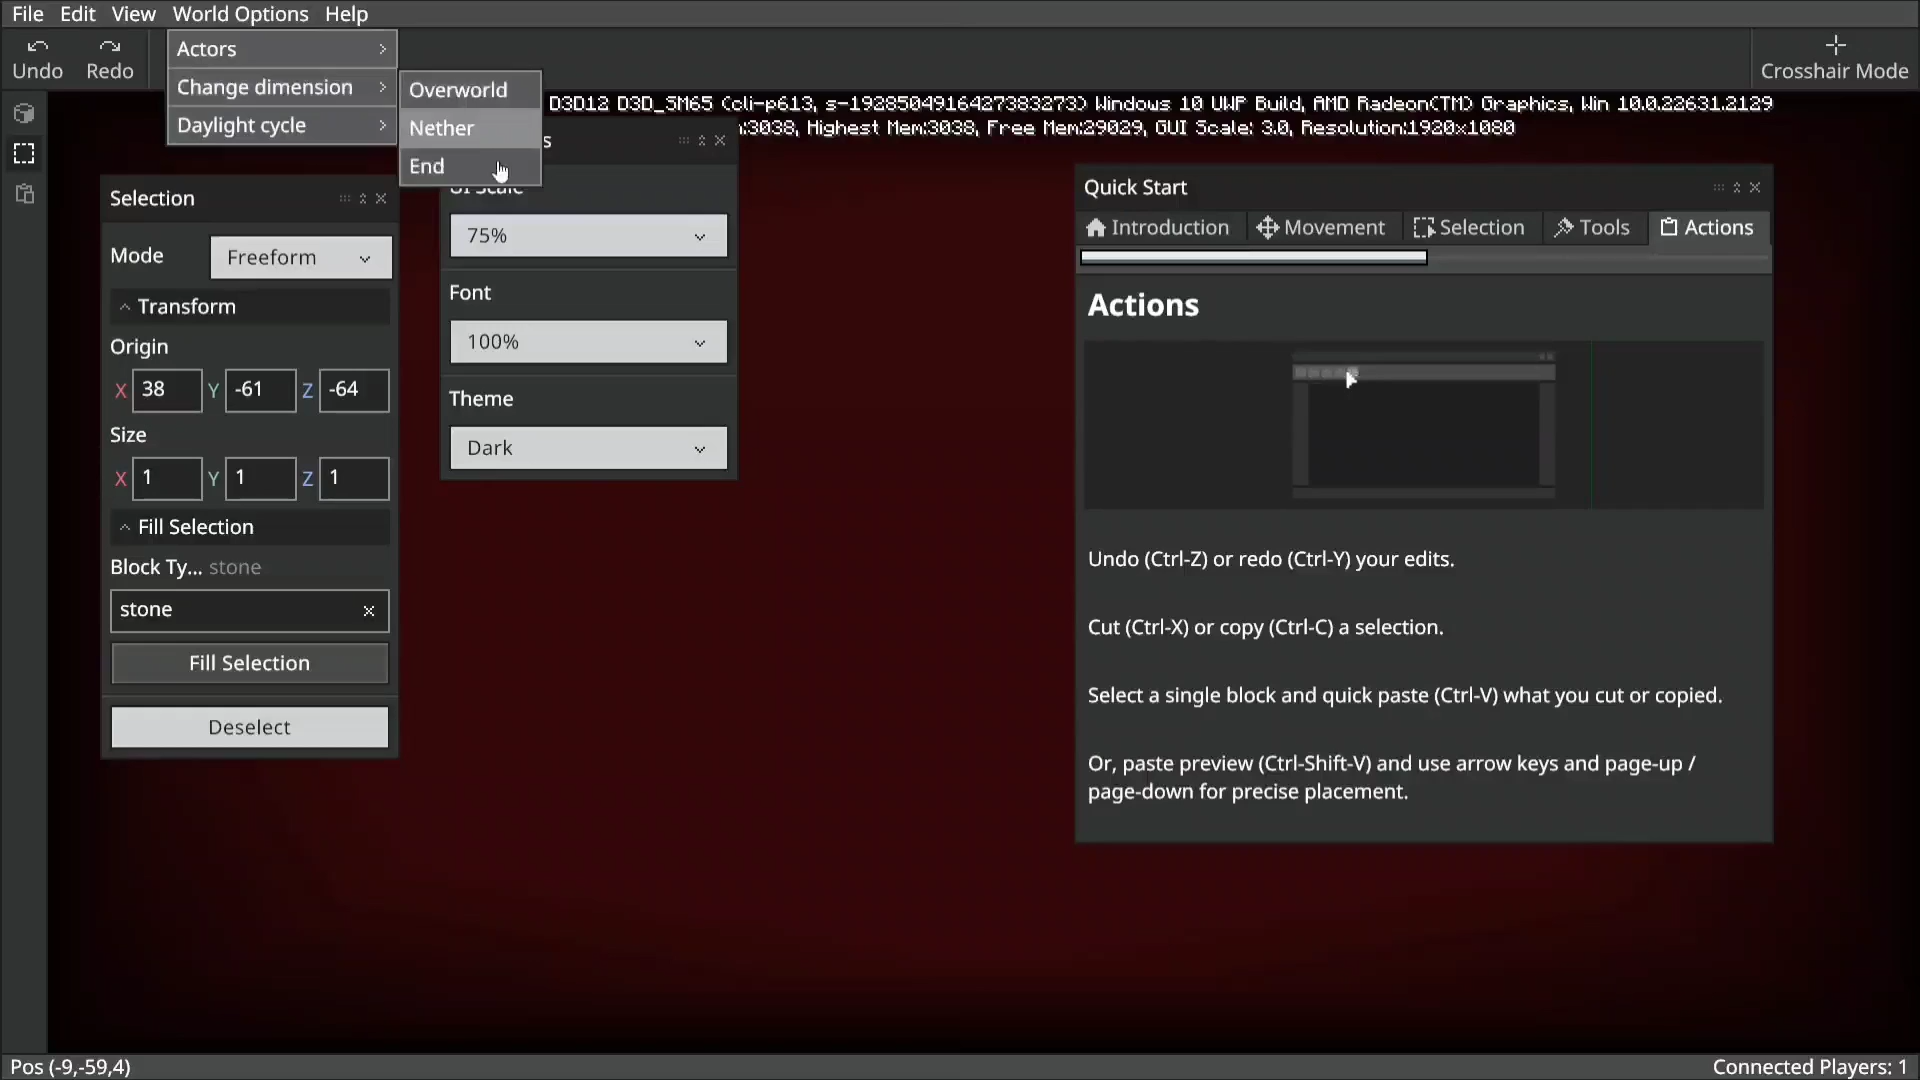 File Edit View World Options Help
Undo Redo
Crosshair Mode
Actors
Change dimension
Daylight cycle
Overworld
Nether
End
D3D12 D3D_SM65 (cli-p613, s-1928504916427383273) Windows 10 UWP Build, AMD Radeon(TM) Graphics, Win 10.0.22631.2129
:3038, Highest Mem:3038, Free Mem:29029, GUI Scale: 3.0, Resolution:1920x1080
Selection
Mode Freeform
Transform
Origin
X 38 Y -61 Z -64
Size
X 1 Y 1 Z 1
Fill Selection
Block Ty... stone
stone
Fill Selection
Deselect
s
UI Scale
75%
Font
100%
Theme
Dark
Quick Start
Introduction Movement Selection Tools Actions
Actions
Undo (Ctrl-Z) or redo (Ctrl-Y) your edits.
Cut (Ctrl-X) or copy (Ctrl-C) a selection.
Select a single block and quick paste (Ctrl-V) what you cut or copied.
Or, paste preview (Ctrl-Shift-V) and use arrow keys and page-up /
page-down for precise placement.
Pos (-9,-59,4)
Connected Players: 1